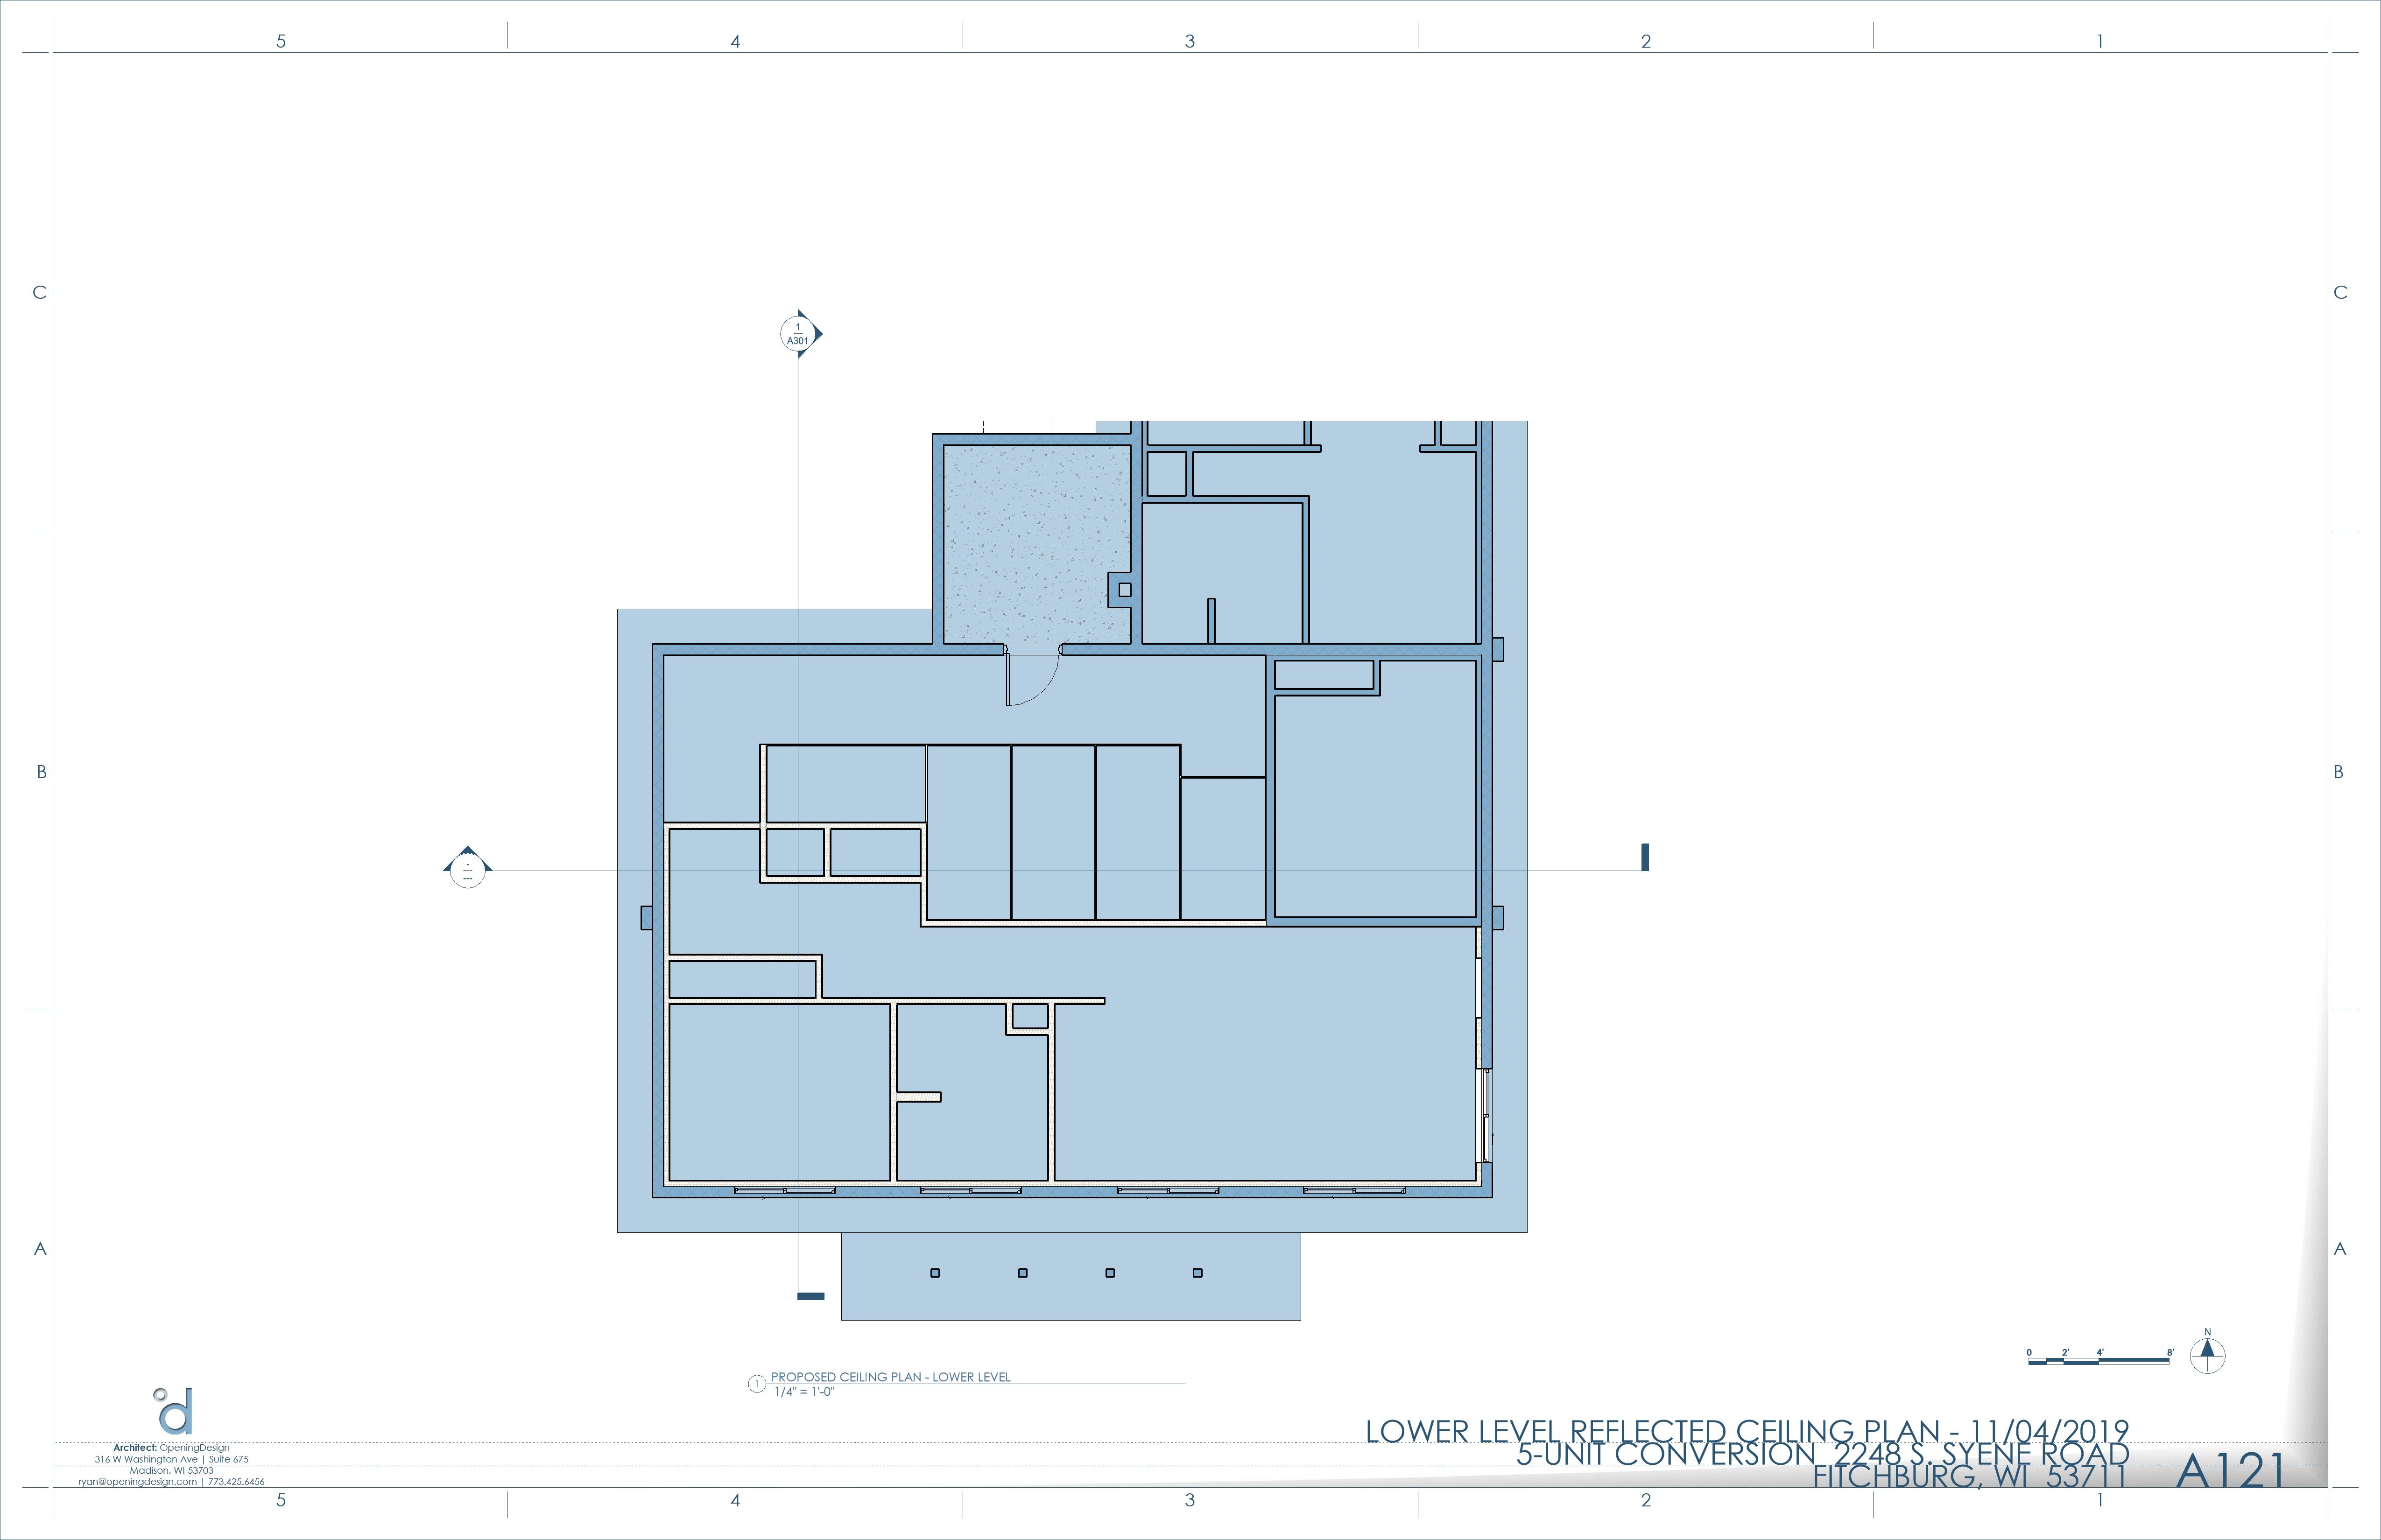 5 4 3 2 1
C C
1
A301
B B
-
---
A A
N
0 2' 4' 8'
1 PROPOSED CEILING PLAN - LOWER LEVEL
1/4" = 1'-0"
d
LOWER LEVEL REFLECTED CEILING PLAN - 11/04/2019
5-UNIT CONVERSION 2248 S. SYENE ROAD
FITCHBURG, WI 53711
A121
Architect: OpeningDesign
316 W Washington Ave | Suite 675
Madison, WI 53703
ryan@openingdesign.com | 773.425.6456
5 4 3 2 1